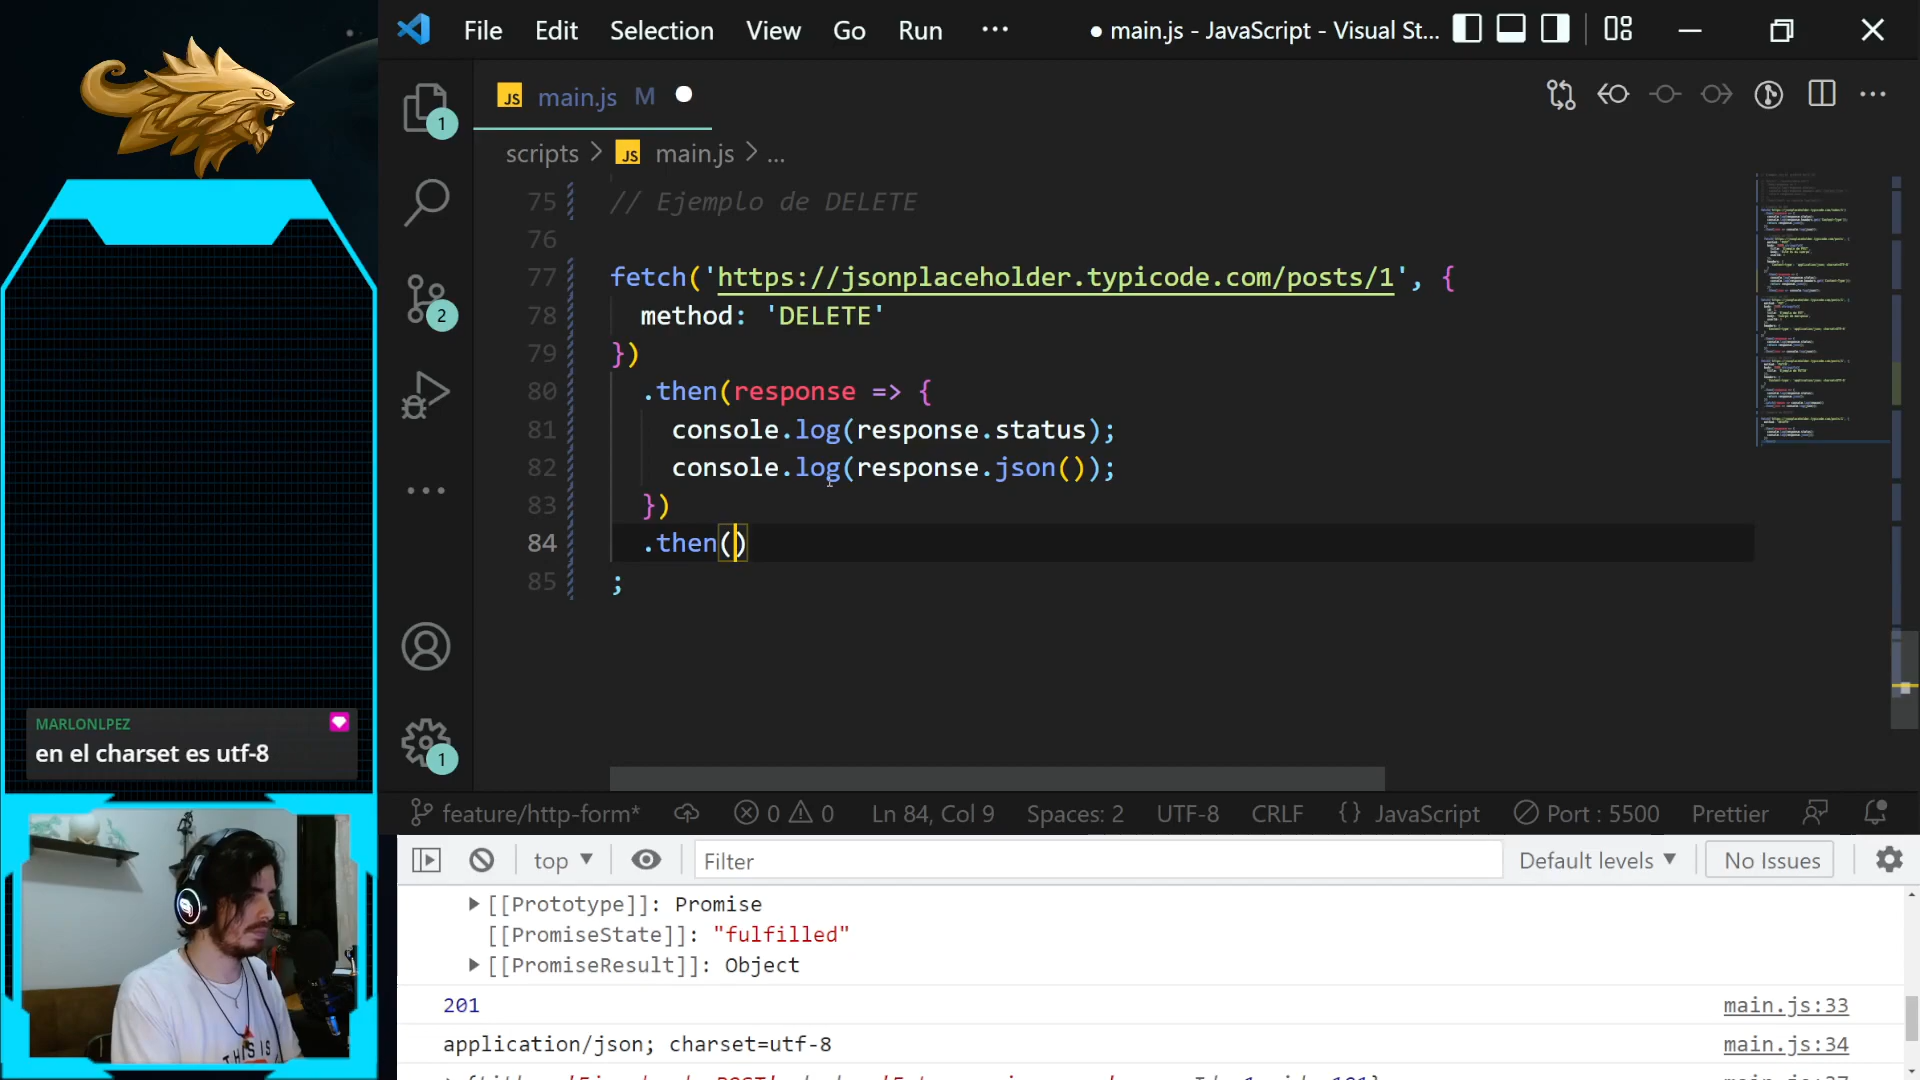 File Edit Selection View Go Run ··· ● main.js - JavaScript - Visual St...
JS main.js M ●
scripts > JS main.js > ...
75 // Ejemplo de DELETE
76
77 fetch('https://jsonplaceholder.typicode.com/posts/1', {
78 method: 'DELETE'
79 })
80 .then(response => {
81 console.log(response.status);
82 console.log(response.json());
83 })
84 .then()
85 ;
1
2
1
MARLONLPEZ
en el charset es utf-8
feature/http-form* 0 0 Ln 84, Col 9 Spaces: 2 UTF-8 CRLF {} JavaScript Port : 5500 Prettier
top Filter Default levels No Issues
[[Prototype]]: Promise
[[PromiseState]]: "fulfilled"
[[PromiseResult]]: Object
201 main.js:33
application/json; charset=utf-8 main.js:34
THIS IS